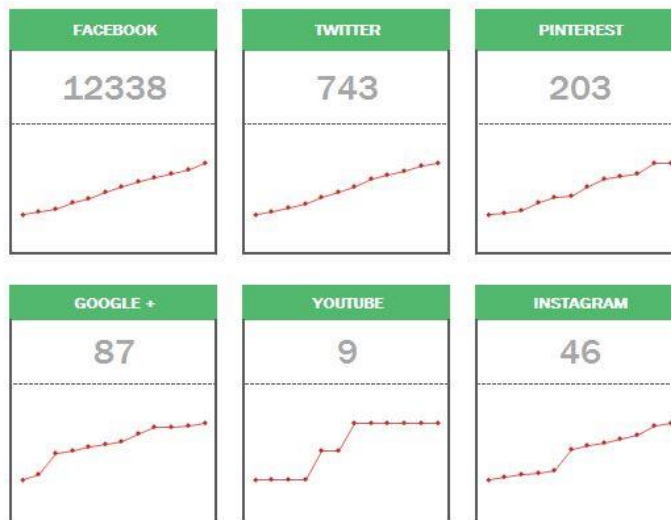 FACEBOOK
12338
TWITTER
743
PINTEREST
203
GOOGLE +
87
YOUTUBE
9
INSTAGRAM
46